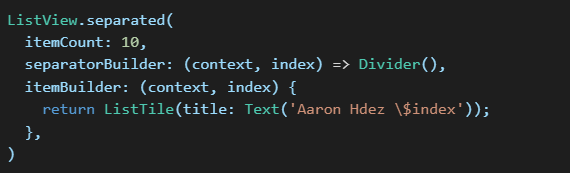 ListView.separated(
  itemCount: 10,
  separatorBuilder: (context, index) => Divider(),
  itemBuilder: (context, index) {
    return ListTile(title: Text('Aaron Hdez \$index'));
  },
)